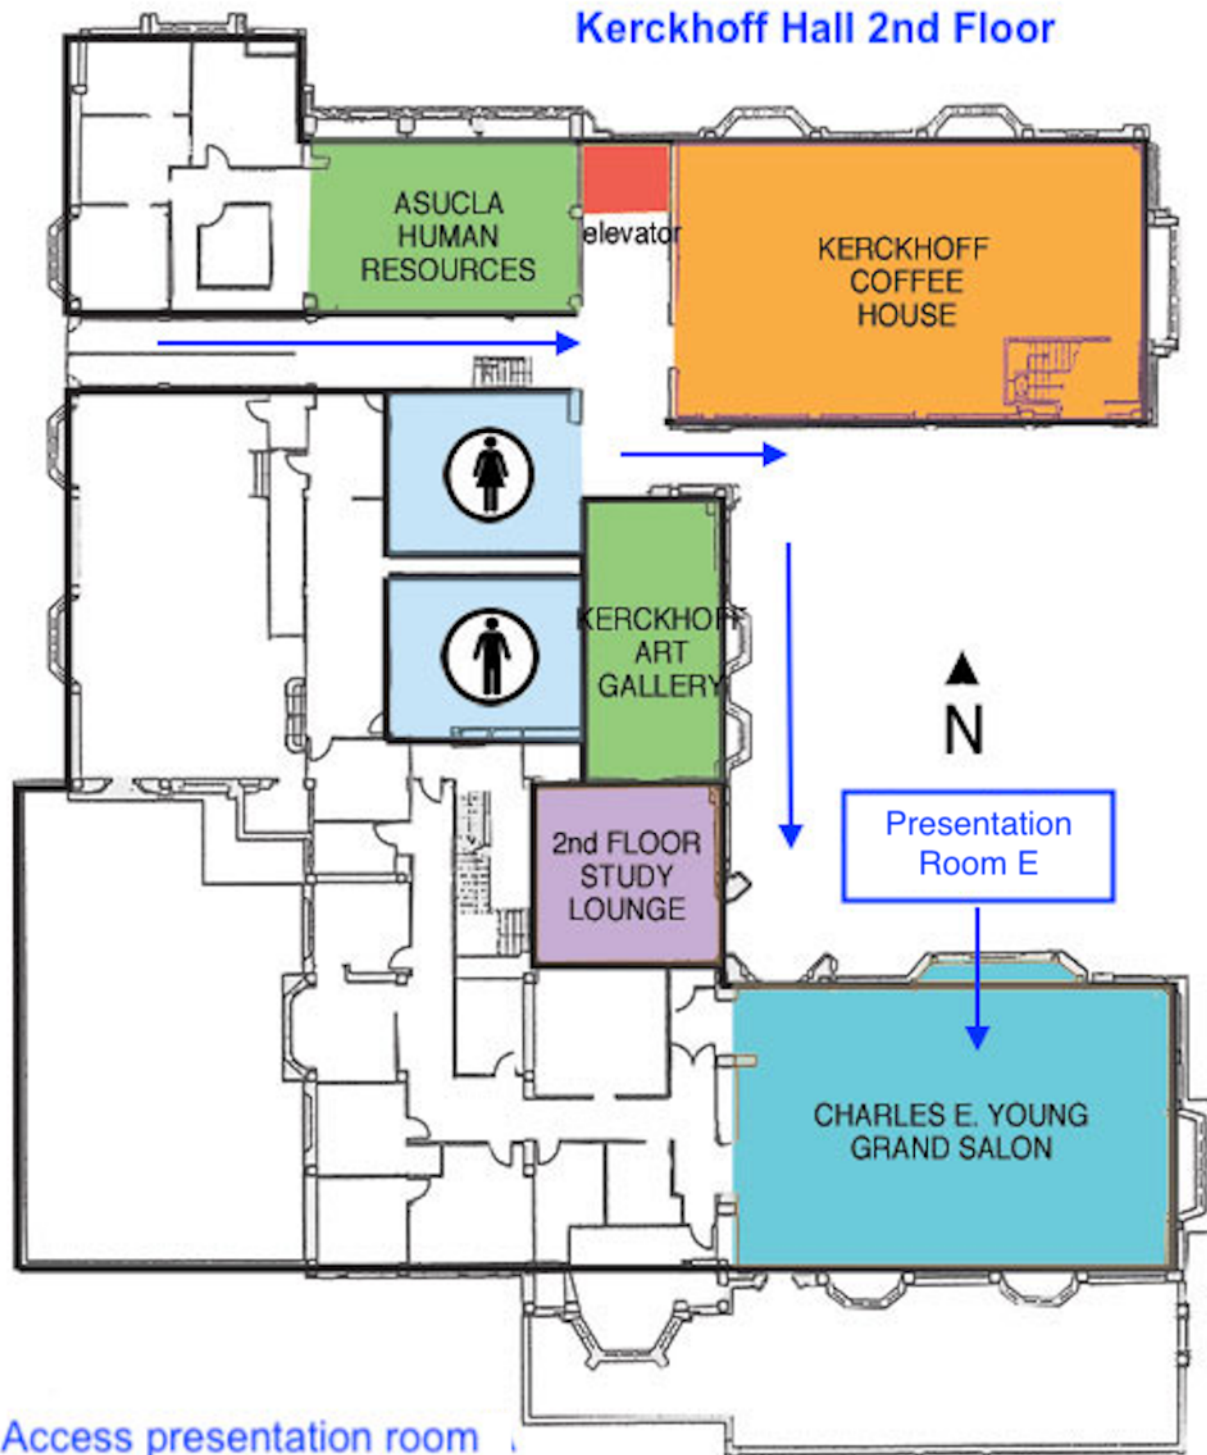 Kerckhoff Hall 2nd Floor
ASUCLA
HUMAN
RESOURCES
elevator
KERCKHOFF
COFFEE
HOUSE
KERCKHOFF
ART
GALLERY
N
Presentation
Room E
2nd FLOOR
STUDY
LOUNGE
CHARLES E. YOUNG
GRAND SALON
Access presentation room